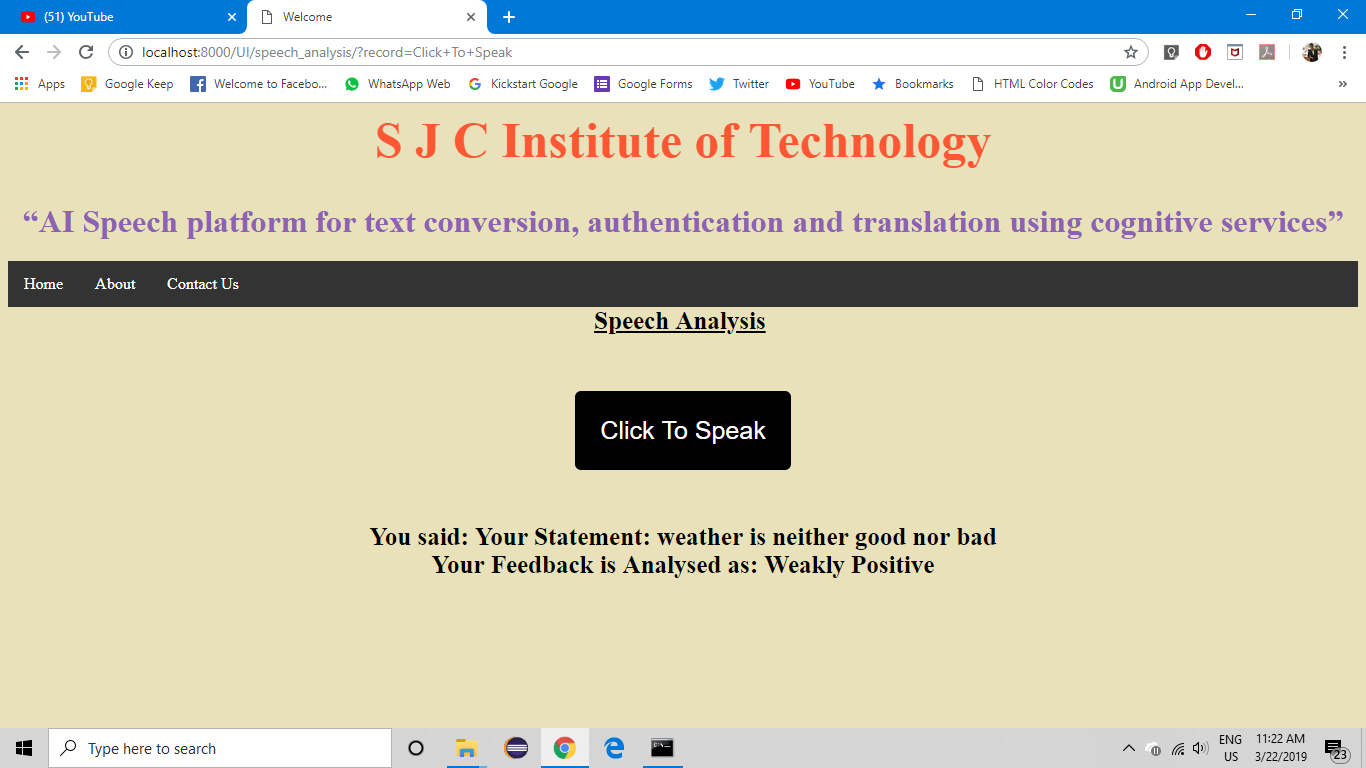 (51) YouTube
Welcome
localhost:8000/UI/speech_analysis/?record=Click+To+Speak
Apps Google Keep Welcome to Facebo... WhatsApp Web Kickstart Google Google Forms Twitter YouTube Bookmarks HTML Color Codes Android App Devel... »
S J C Institute of Technology
“AI Speech platform for text conversion, authentication and translation using cognitive services”
Home About Contact Us
Speech Analysis
Click To Speak
You said: Your Statement: weather is neither good nor bad
Your Feedback is Analysed as: Weakly Positive
Type here to search
ENG
US
11:22 AM
3/22/2019
23